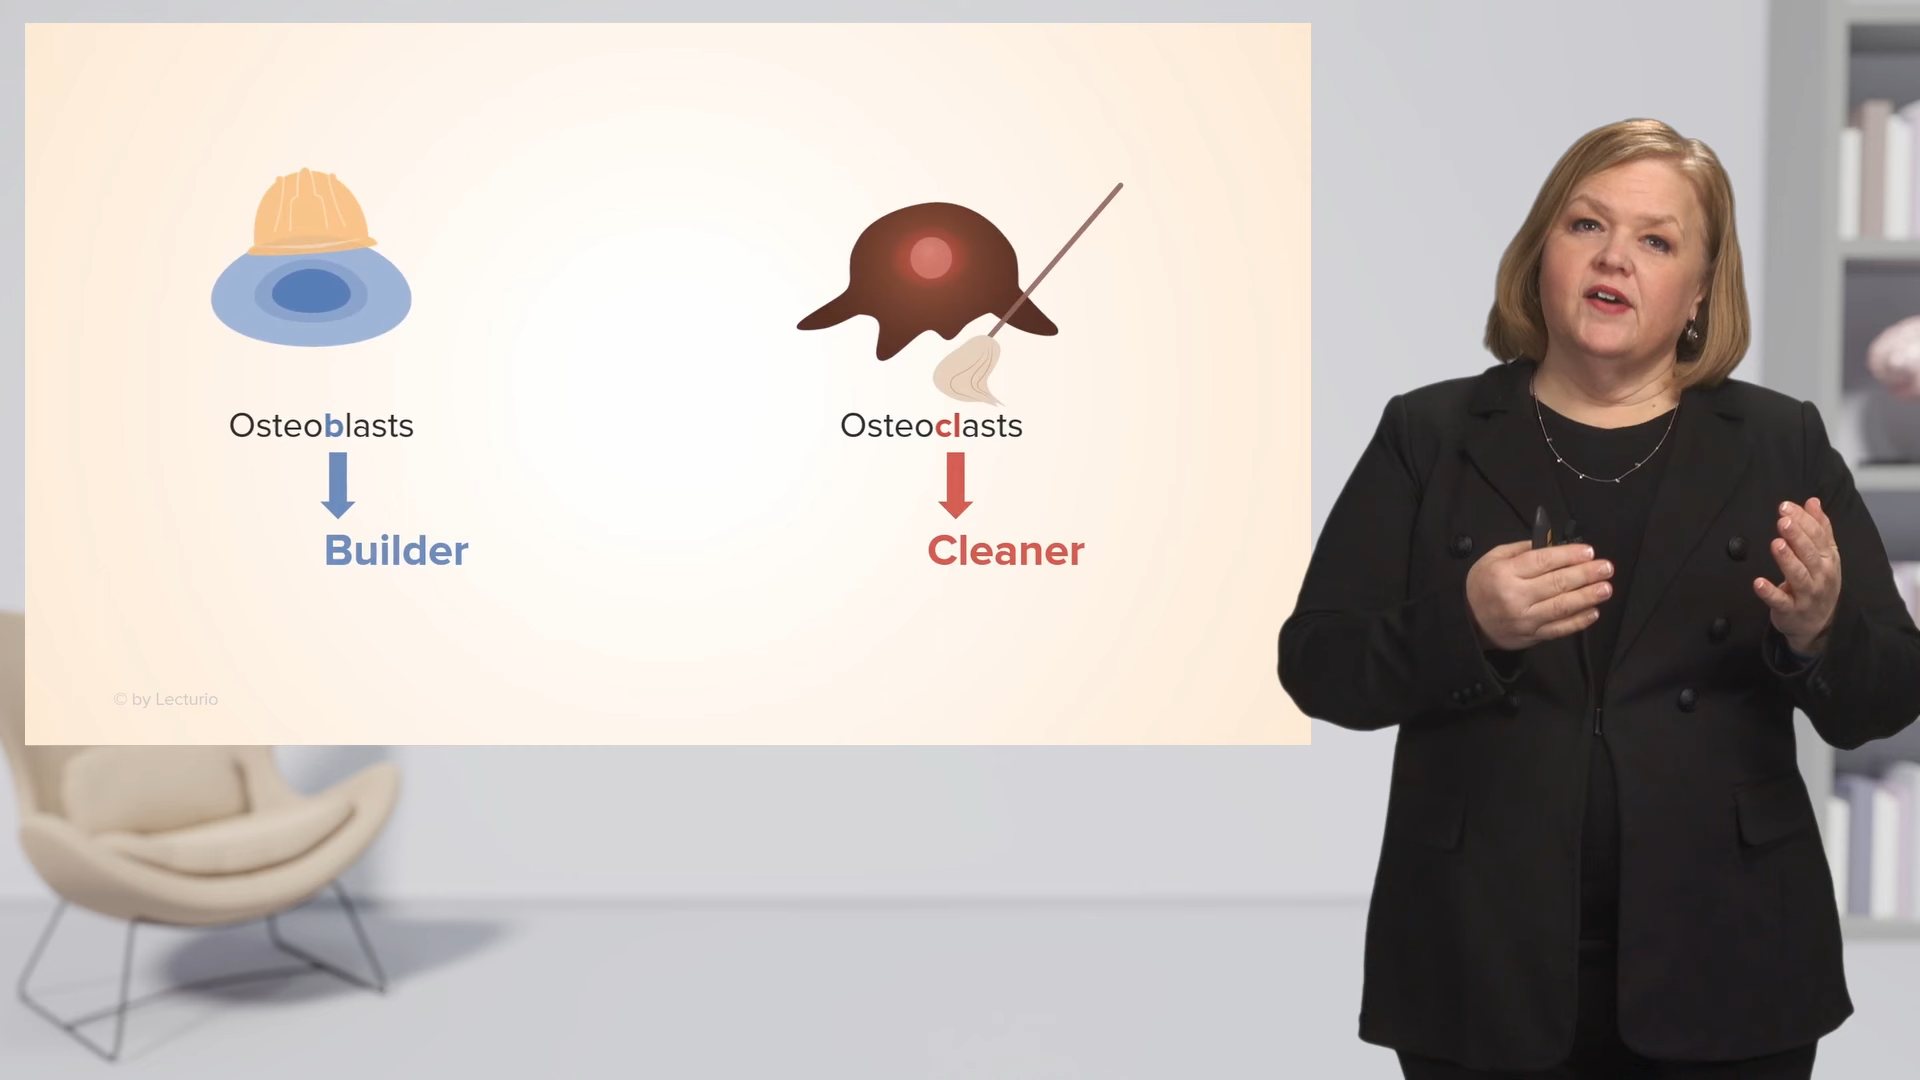 Osteoblasts
Osteoclasts
Builder
Cleaner
© by Lecturio